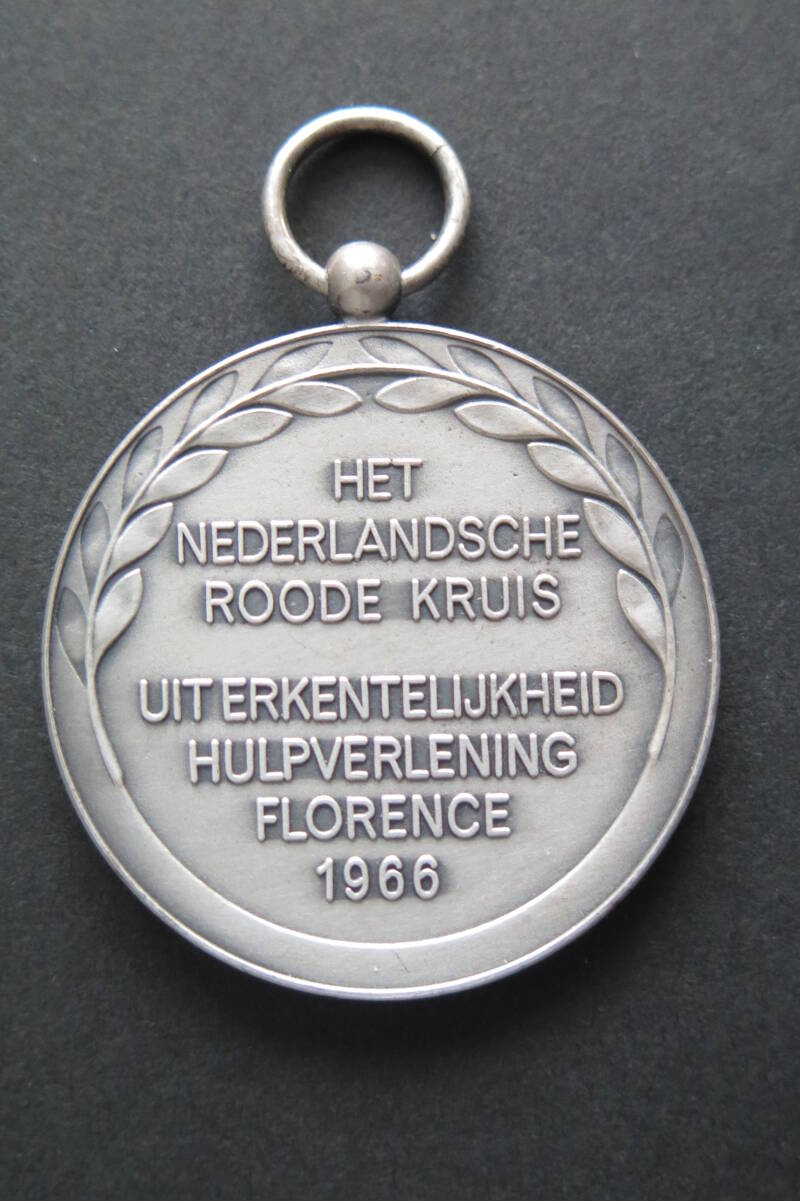 HET
NEDERLANDSCHE
ROODE KRUIS
UIT ERKENTELIJKHEID
HULPVERLENING
FLORENCE
1966